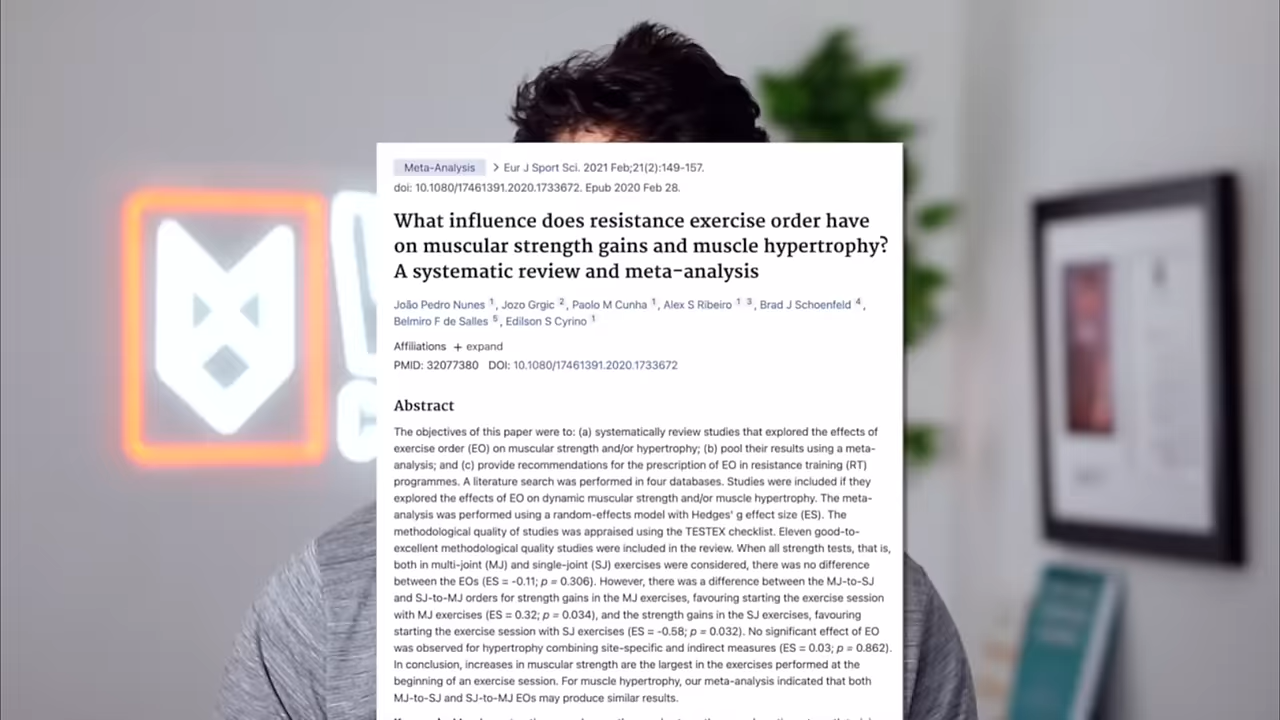 Meta-Analysis > Eur J Sport Sci. 2021 Feb;21(2):149-157.
doi: 10.1080/17461391.2020.1733672. Epub 2020 Feb 28.
What influence does resistance exercise order have
on muscular strength gains and muscle hypertrophy?
A systematic review and meta-analysis
João Pedro Nunes 1, Jozo Grgic 2, Paolo M Cunha 1, Alex S Ribeiro 1 3, Brad J Schoenfeld 4,
Belmiro F de Salles 5, Edilson S Cyrino 1
Affiliations + expand
PMID: 32077380 DOI: 10.1080/17461391.2020.1733672
Abstract
The objectives of this paper were to: (a) systematically review studies that explored the effects of
exercise order (EO) on muscular strength and/or hypertrophy; (b) pool their results using a meta-
analysis; and (c) provide recommendations for the prescription of EO in resistance training (RT)
programmes. A literature search was performed in four databases. Studies were included if they
explored the effects of EO on dynamic muscular strength and/or muscle hypertrophy. The meta-
analysis was performed using a random-effects model with Hedges' g effect size (ES). The
methodological quality of studies was appraised using the TESTEX checklist. Eleven good-to-
excellent methodological quality studies were included in the review. When all strength tests, that is,
both in multi-joint (MJ) and single-joint (SJ) exercises were considered, there was no difference
between the EOs (ES = -0.11; p = 0.306). However, there was a difference between the MJ-to-SJ
and SJ-to-MJ orders for strength gains in the MJ exercises, favouring starting the exercise session
with MJ exercises (ES = 0.32; p = 0.034), and the strength gains in the SJ exercises, favouring
starting the exercise session with SJ exercises (ES = -0.58; p = 0.032). No significant effect of EO
was observed for hypertrophy combining site-specific and indirect measures (ES = 0.03; p = 0.862).
In conclusion, increases in muscular strength are the largest in the exercises performed at the
beginning of an exercise session. For muscle hypertrophy, our meta-analysis indicated that both
MJ-to-SJ and SJ-to-MJ EOs may produce similar results.